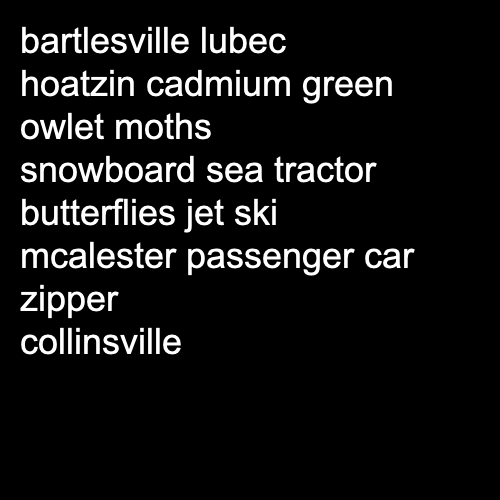 bartlesville lubec
hoatzin cadmium green
owlet moths
snowboard sea tractor
butterflies jet ski
mcalester passenger car
zipper
collinsville